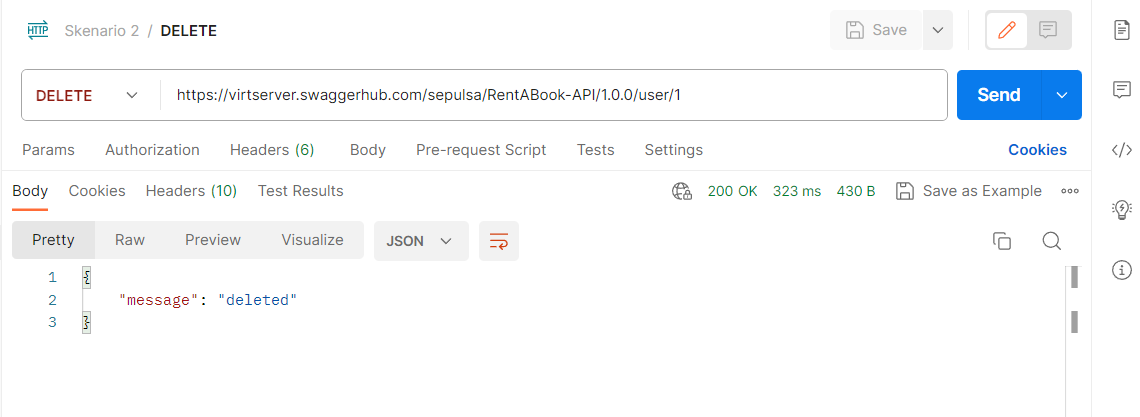 HTTP Skenario 2 / DELETE Save
DELETE https://virtserver.swaggerhub.com/sepulsa/RentABook-API/1.0.0/user/1 Send
Params Authorization Headers (6) Body Pre-request Script Tests Settings Cookies
Body Cookies Headers (10) Test Results 200 OK 323 ms 430 B Save as Example
Pretty Raw Preview Visualize JSON
1 {
2 "message": "deleted"
3 }